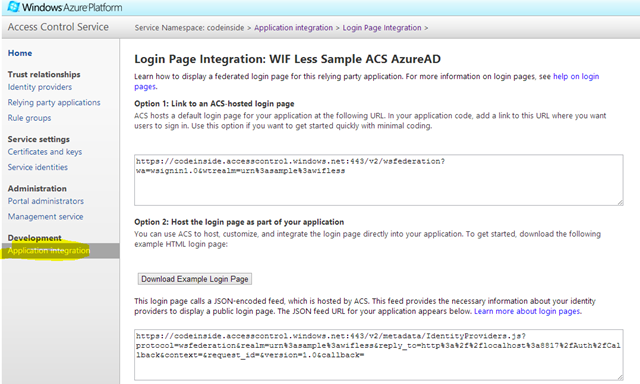 Windows Azure Platform
Access Control Service
Service Namespace: codeinside > Application integration > Login Page Integration >
Home
Trust relationships
Identity providers
Relying party applications
Rule groups
Service settings
Certificates and keys
Service identities
Administration
Portal administrators
Management service
Development
Application integration
Login Page Integration: WIF Less Sample ACS AzureAD
Learn how to display a federated login page for this relying party application. For more information on login pages, see help on login
pages.
Option 1: Link to an ACS-hosted login page
ACS hosts a default login page for your application at the following URL. In your application code, add a link to this URL where you want
users to sign in. Use this option if you want to get started quickly with minimal coding.
https://codeinside.accesscontrol.windows.net:443/v2/wsfederation?
wa=wsignin1.0&wtrealm=urn%3asample%3awifless
Option 2: Host the login page as part of your application
You can use ACS to host, customize, and integrate the login page directly into your application. To get started, download the following
example HTML login page:
Download Example Login Page
This login page calls a JSON-encoded feed, which is hosted by ACS. This feed provides the necessary information about your identity
providers to display a public login page. The JSON feed URL for your application appears below. Learn more about login pages.
https://codeinside.accesscontrol.windows.net:443/v2/metadata/IdentityProviders.js?
protocol=wsfederation&realm=urn%3asample%3awifless&reply_to=http%3a%2f%2flocalhost%3a8817%2fAuth%2fCa
llback&context=&request_id=&version=1.0&callback=